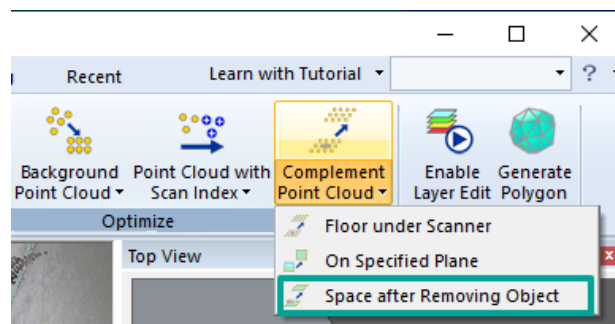 Recent
Learn with Tutorial
?
Background
Point Cloud
Point Cloud with
Scan Index
Complement
Point Cloud
Enable
Layer Edit
Generate
Polygon
Optimize
Floor under Scanner
Top View
On Specified Plane
Space after Removing Object